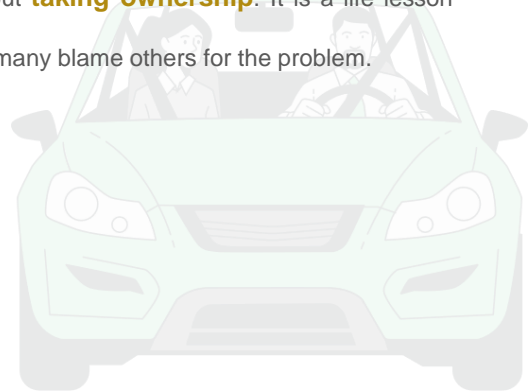 taking ownership. It is a life lesson
many blame others for the problem.